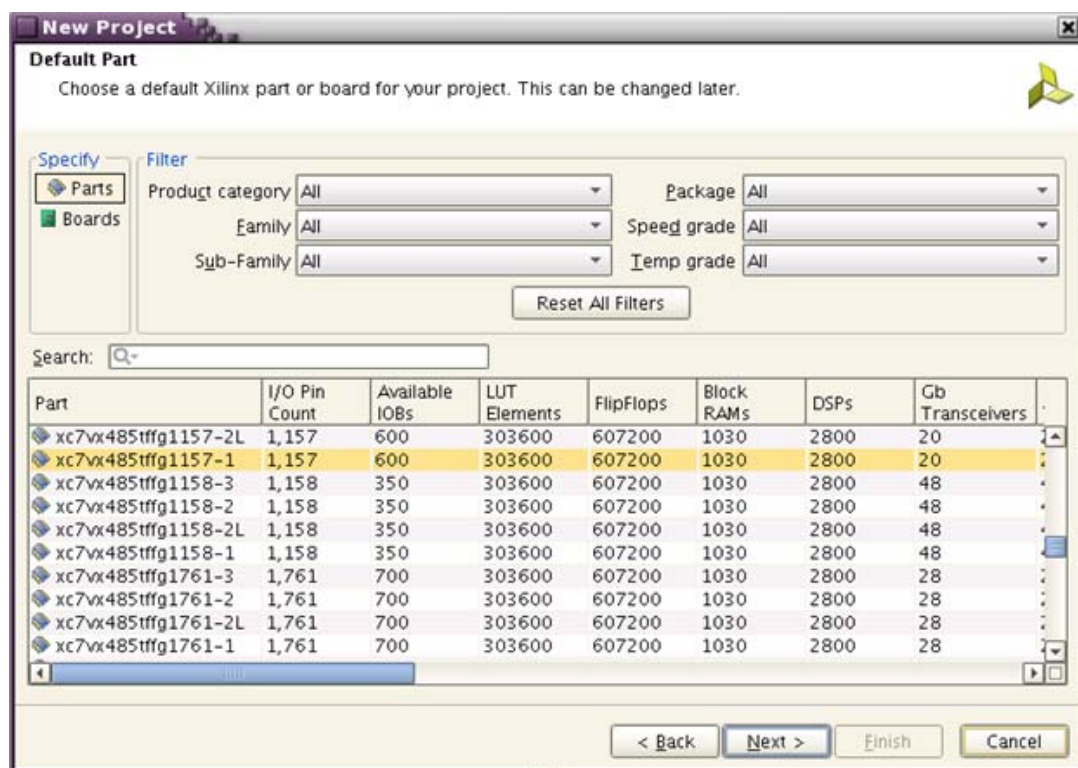 New Project
Default Part
Choose a default Xilinx part or board for your project. This can be changed later.
Specify
Filter
Parts
Boards
Product category All
Package All
Family All
Speed grade All
Sub-Family All
Temp grade All
Reset All Filters
Search:
Part I/O Pin Count Available IOBs LUT Elements FlipFlops Block RAMs DSPs Gb Transceivers
xc7vx485tffg1157-2L 1,157 600 303600 607200 1030 2800 20
xc7vx485tffg1157-1 1,157 600 303600 607200 1030 2800 20
xc7vx485tffg1158-3 1,158 350 303600 607200 1030 2800 48
xc7vx485tffg1158-2 1,158 350 303600 607200 1030 2800 48
xc7vx485tffg1158-2L 1,158 350 303600 607200 1030 2800 48
xc7vx485tffg1158-1 1,158 350 303600 607200 1030 2800 48
xc7vx485tffg1761-3 1,761 700 303600 607200 1030 2800 28
xc7vx485tffg1761-2 1,761 700 303600 607200 1030 2800 28
xc7vx485tffg1761-2L 1,761 700 303600 607200 1030 2800 28
xc7vx485tffg1761-1 1,761 700 303600 607200 1030 2800 28
< Back
Next >
Finish
Cancel